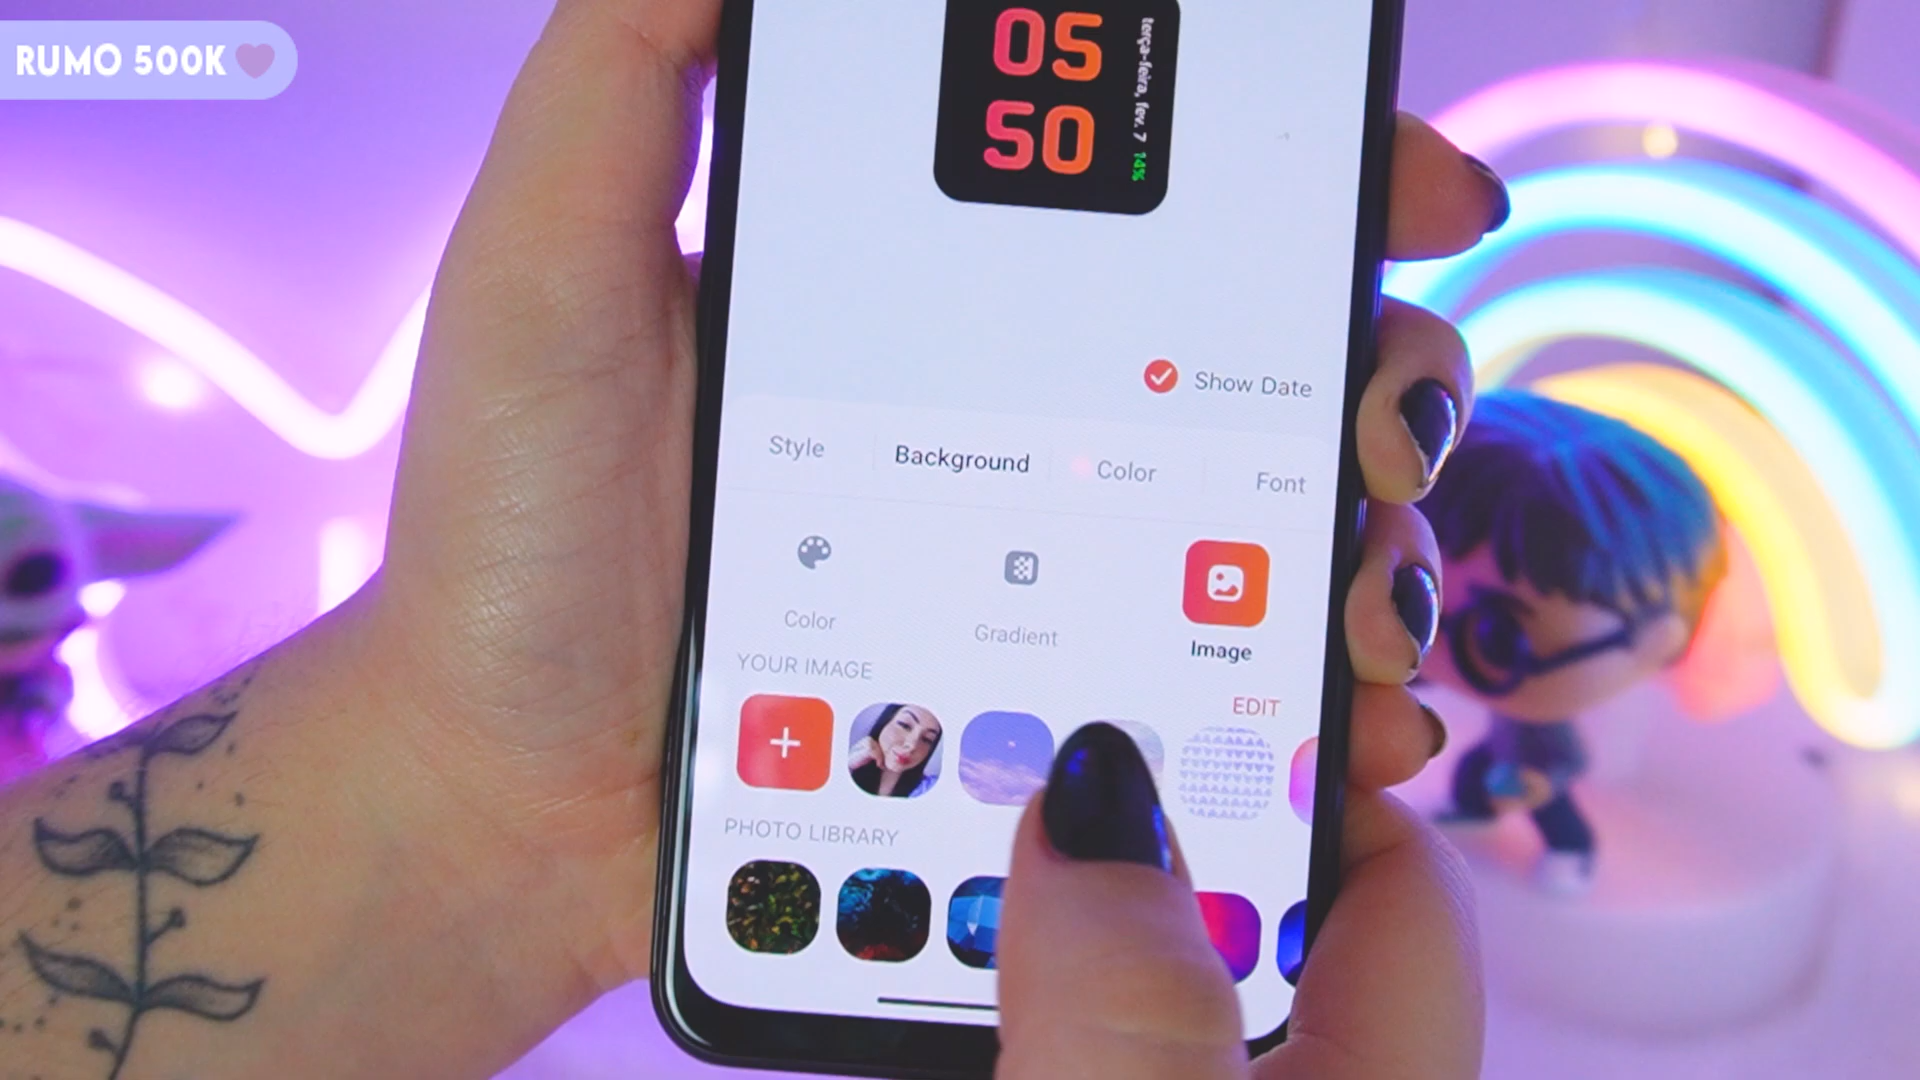 RUMO 500K
05
50
terça-feira, fev. 7 14%
Show Date
Style
Background
Color
Font
Color
Gradient
Image
YOUR IMAGE
EDIT
PHOTO LIBRARY